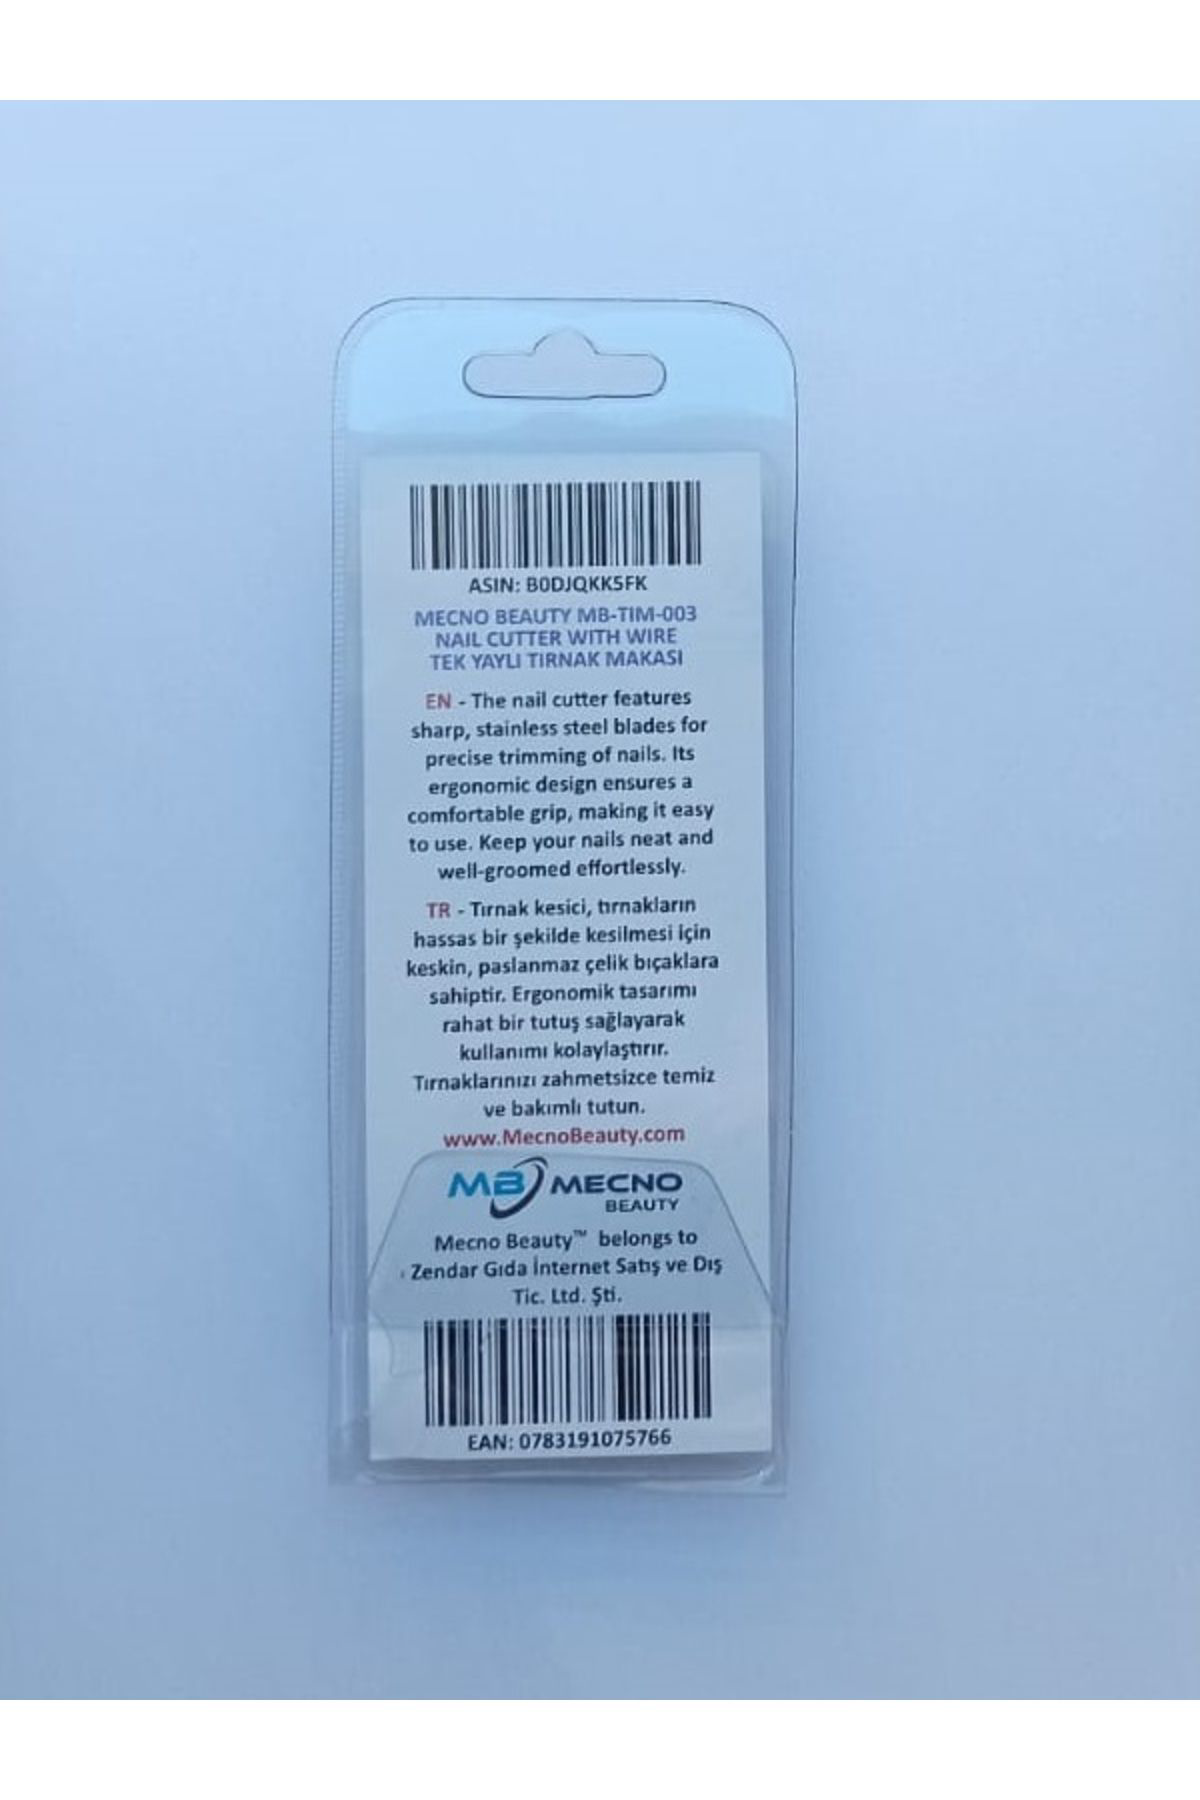 ASIN: B0DJQKK5FK
MECNO BEAUTY MB-TIM-003
NAIL CUTTER WITH WIRE
TEK YAYLI TIRNAK MAKASI
EN - The nail cutter features
sharp, stainless steel blades for
precise trimming of nails. Its
ergonomic design ensures a
comfortable grip, making it easy
to use. Keep your nails neat and
well-groomed effortlessly.
TR - Tırnak kesici, tırnakların
hassas bir şekilde kesilmesi için
keskin, paslanmaz çelik bıçaklara
sahiptir. Ergonomik tasarımı
rahat bir tutuş sağlayarak
kullanımı kolaylaştırır.
Tırnaklarınızı zahmetsizce temiz
ve bakımlı tutun.
www.MecnoBeauty.com
MB MECNO
BEAUTY
Mecno Beauty™ belongs to
Zendar Gıda İnternet Satış ve Dış
Tic. Ltd. Şti.
EAN: 0783191075766